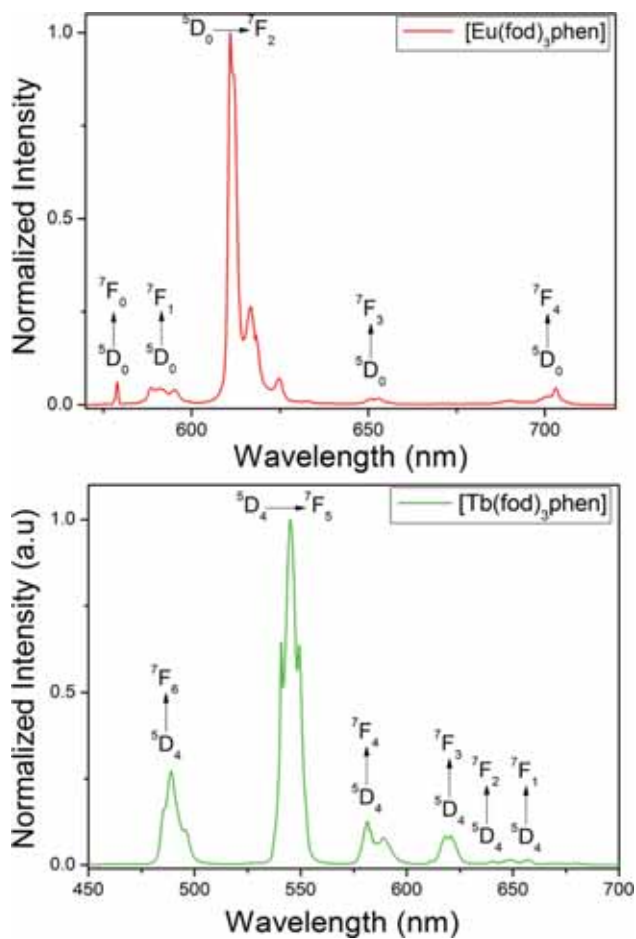 ⁵D₀ → ⁷F₂
[Eu(fod)₃phen]
Normalized Intensity
1.0
0.5
0.0
⁷F₀ ⁷F₁ ⁷F₃ ⁷F₄
⁵D₀ ⁵D₀ ⁵D₀ ⁵D₀
600 650 700
Wavelength (nm)
⁵D₄ → ⁷F₅
[Tb(fod)₃phen]
Normalized Intensity (a.u)
1.0
0.5
0.0
⁷F₆ ⁷F₄ ⁷F₃ ⁷F₂ ⁷F₁
⁵D₄ ⁵D₄ ⁵D₄ ⁵D₄ ⁵D₄
450 500 550 600 650 700
Wavelength (nm)